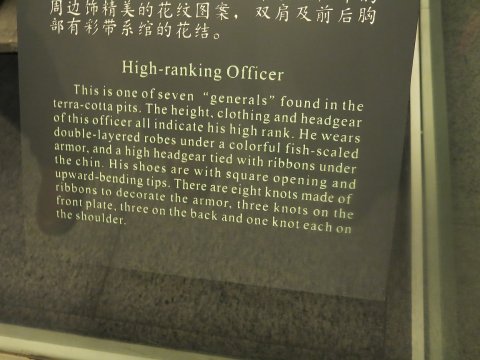 周边饰精美的花纹图案，双肩及前后胸
部有彩带系绾的花结。
High-ranking Officer
This is one of seven “generals” found in the
terra-cotta pits. The height, clothing and headgear
of this officer all indicate his high rank. He wears
double-layered robes under a colorful fish-scaled
armor, and a high headgear tied with ribbons under
the chin. His shoes are with square opening and
upward-bending tips. There are eight knots made of
ribbons to decorate the armor, three knots on the
front plate, three on the back and one knot each on
the shoulder.